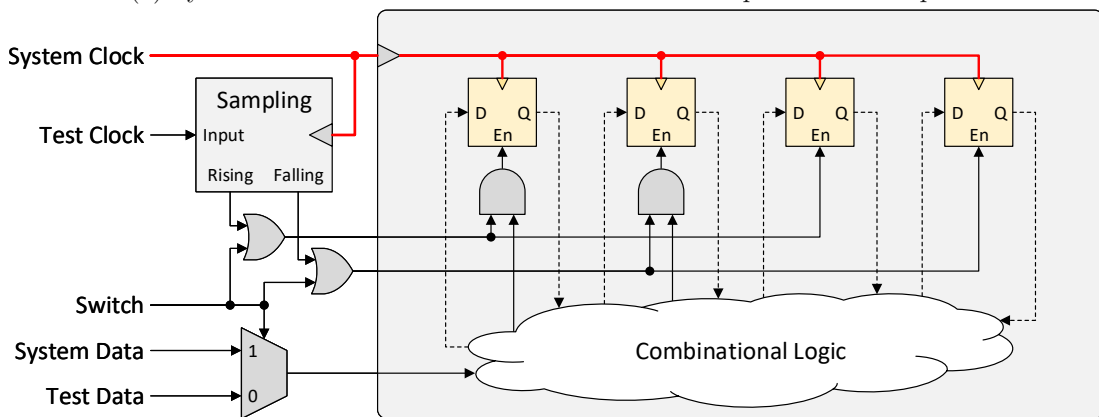 System Clock
Sampling
D Q
En
D Q
En
D Q
En
D Q
En
Test Clock
Input
Rising Falling
Switch
System Data
1
Combinational Logic
Test Data
0